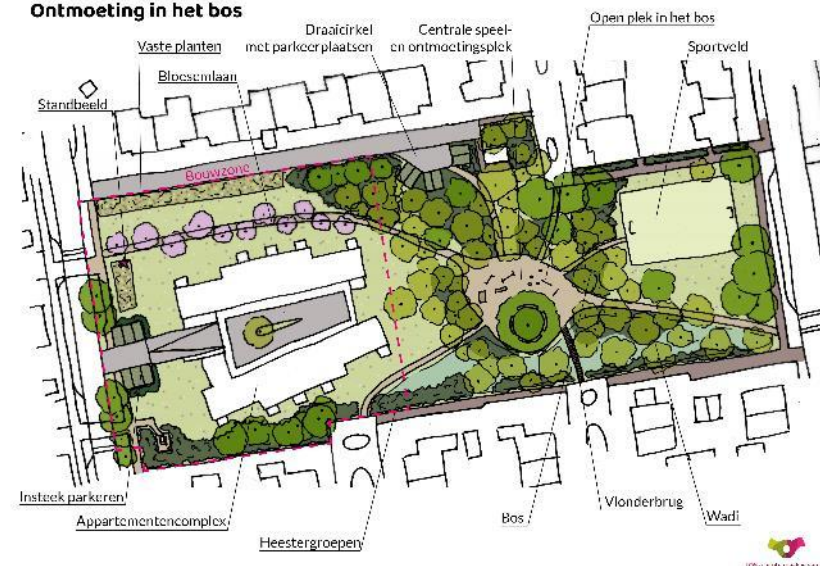 Ontmoeting in het bos
Draaicirkel
met parkeerplaatsen
Centrale speel-
en ontmoetingsplek
Open plek in het bos
Vaste planten
Sportveld
Bloesemlaan
Standbeeld
Bouwzone
Insteek parkeren
Appartementencomplex
Heestergroepen
Bos
Vlonderbrug
Wadi